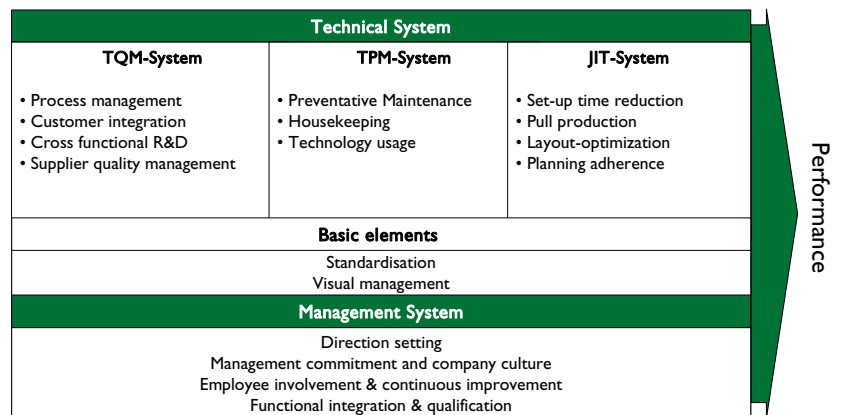 Technical System
TQM-System
• Process management
• Customer integration
• Cross functional R&D
• Supplier quality management
TPM-System
• Preventative Maintenance
• Housekeeping
• Technology usage
JIT-System
• Set-up time reduction
• Pull production
• Layout-optimization
• Planning adherence
Basic elements
Standardisation
Visual management
Management System
Direction setting
Management commitment and company culture
Employee involvement & continuous improvement
Functional integration & qualification
Performance